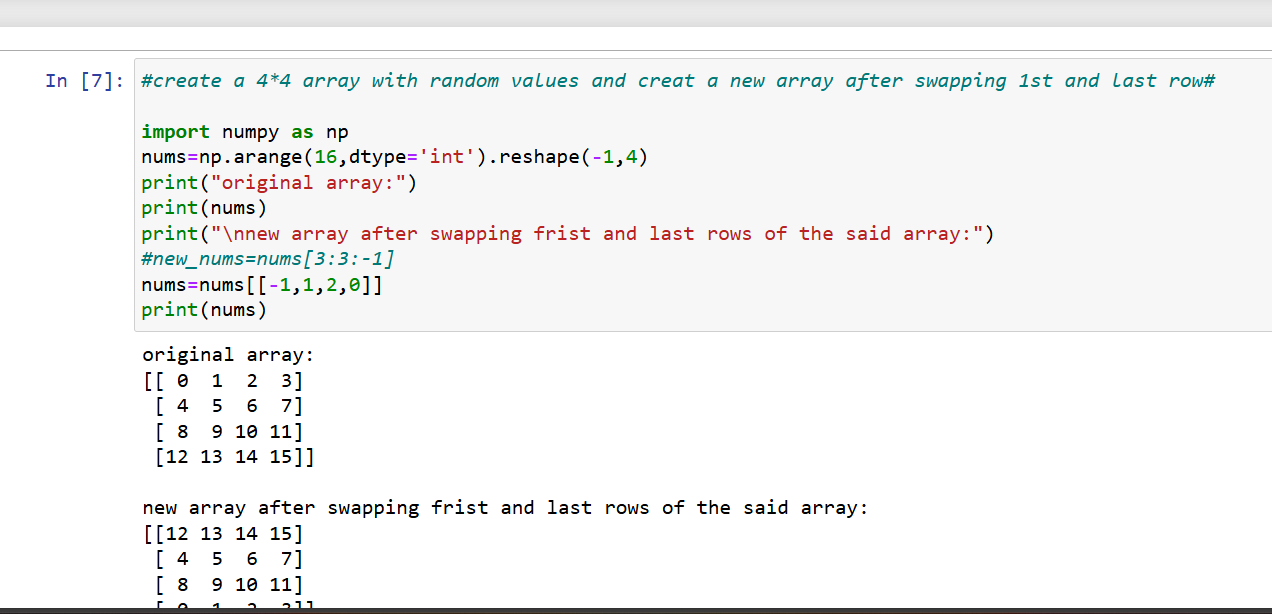 In [7]: #create a 4*4 array with random values and creat a new array after swapping 1st and last row#
import numpy as np
nums=np.arange(16,dtype='int').reshape(-1,4)
print("original array:")
print(nums)
print("\nnew array after swapping frist and last rows of the said array:")
#new_nums=nums[3:3:-1]
nums=nums[[-1,1,2,0]]
print(nums)
original array:
[[ 0  1  2  3]
 [ 4  5  6  7]
 [ 8  9 10 11]
 [12 13 14 15]]
new array after swapping frist and last rows of the said array:
[[12 13 14 15]
 [ 4  5  6  7]
 [ 8  9 10 11]
 [ 0  1  2  3]]